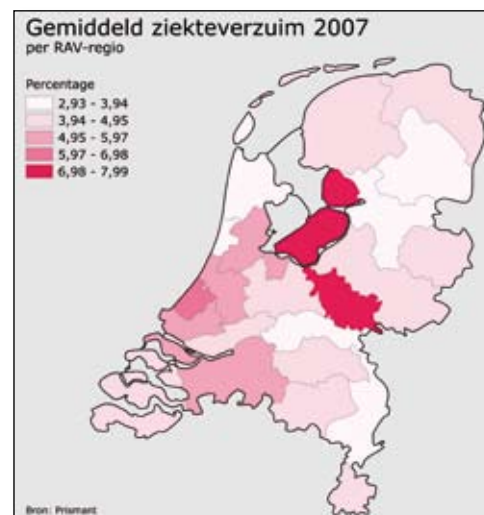 Gemiddeld ziekteverzuim 2007
per RAV-regio
Percentage
2,93 - 3,94
3,94 - 4,95
4,95 - 5,97
5,97 - 6,98
6,98 - 7,99
Bron: Prismant